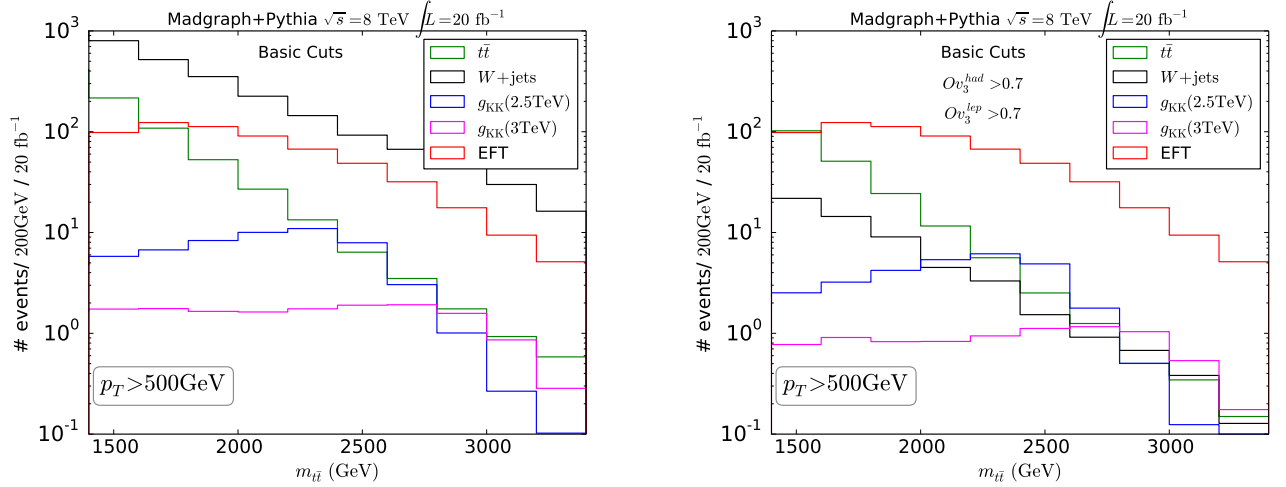 Madgraph+Pythia √s =8 TeV ∫L=20 fb⁻¹
Basic Cuts
tt̄
W+jets
g_KK(2.5TeV)
g_KK(3TeV)
EFT
p_T>500GeV
# events/ 200GeV / 20 fb⁻¹
10³
10²
10¹
10⁰
10⁻¹
1500 2000 2500 3000
m_tt̄ (GeV)
Madgraph+Pythia √s =8 TeV ∫L=20 fb⁻¹
Basic Cuts
Ov₃^had >0.7
Ov₃^lep >0.7
tt̄
W+jets
g_KK(2.5TeV)
g_KK(3TeV)
EFT
p_T>500GeV
# events/ 200GeV / 20 fb⁻¹
10³
10²
10¹
10⁰
10⁻¹
1500 2000 2500 3000
m_tt̄ (GeV)